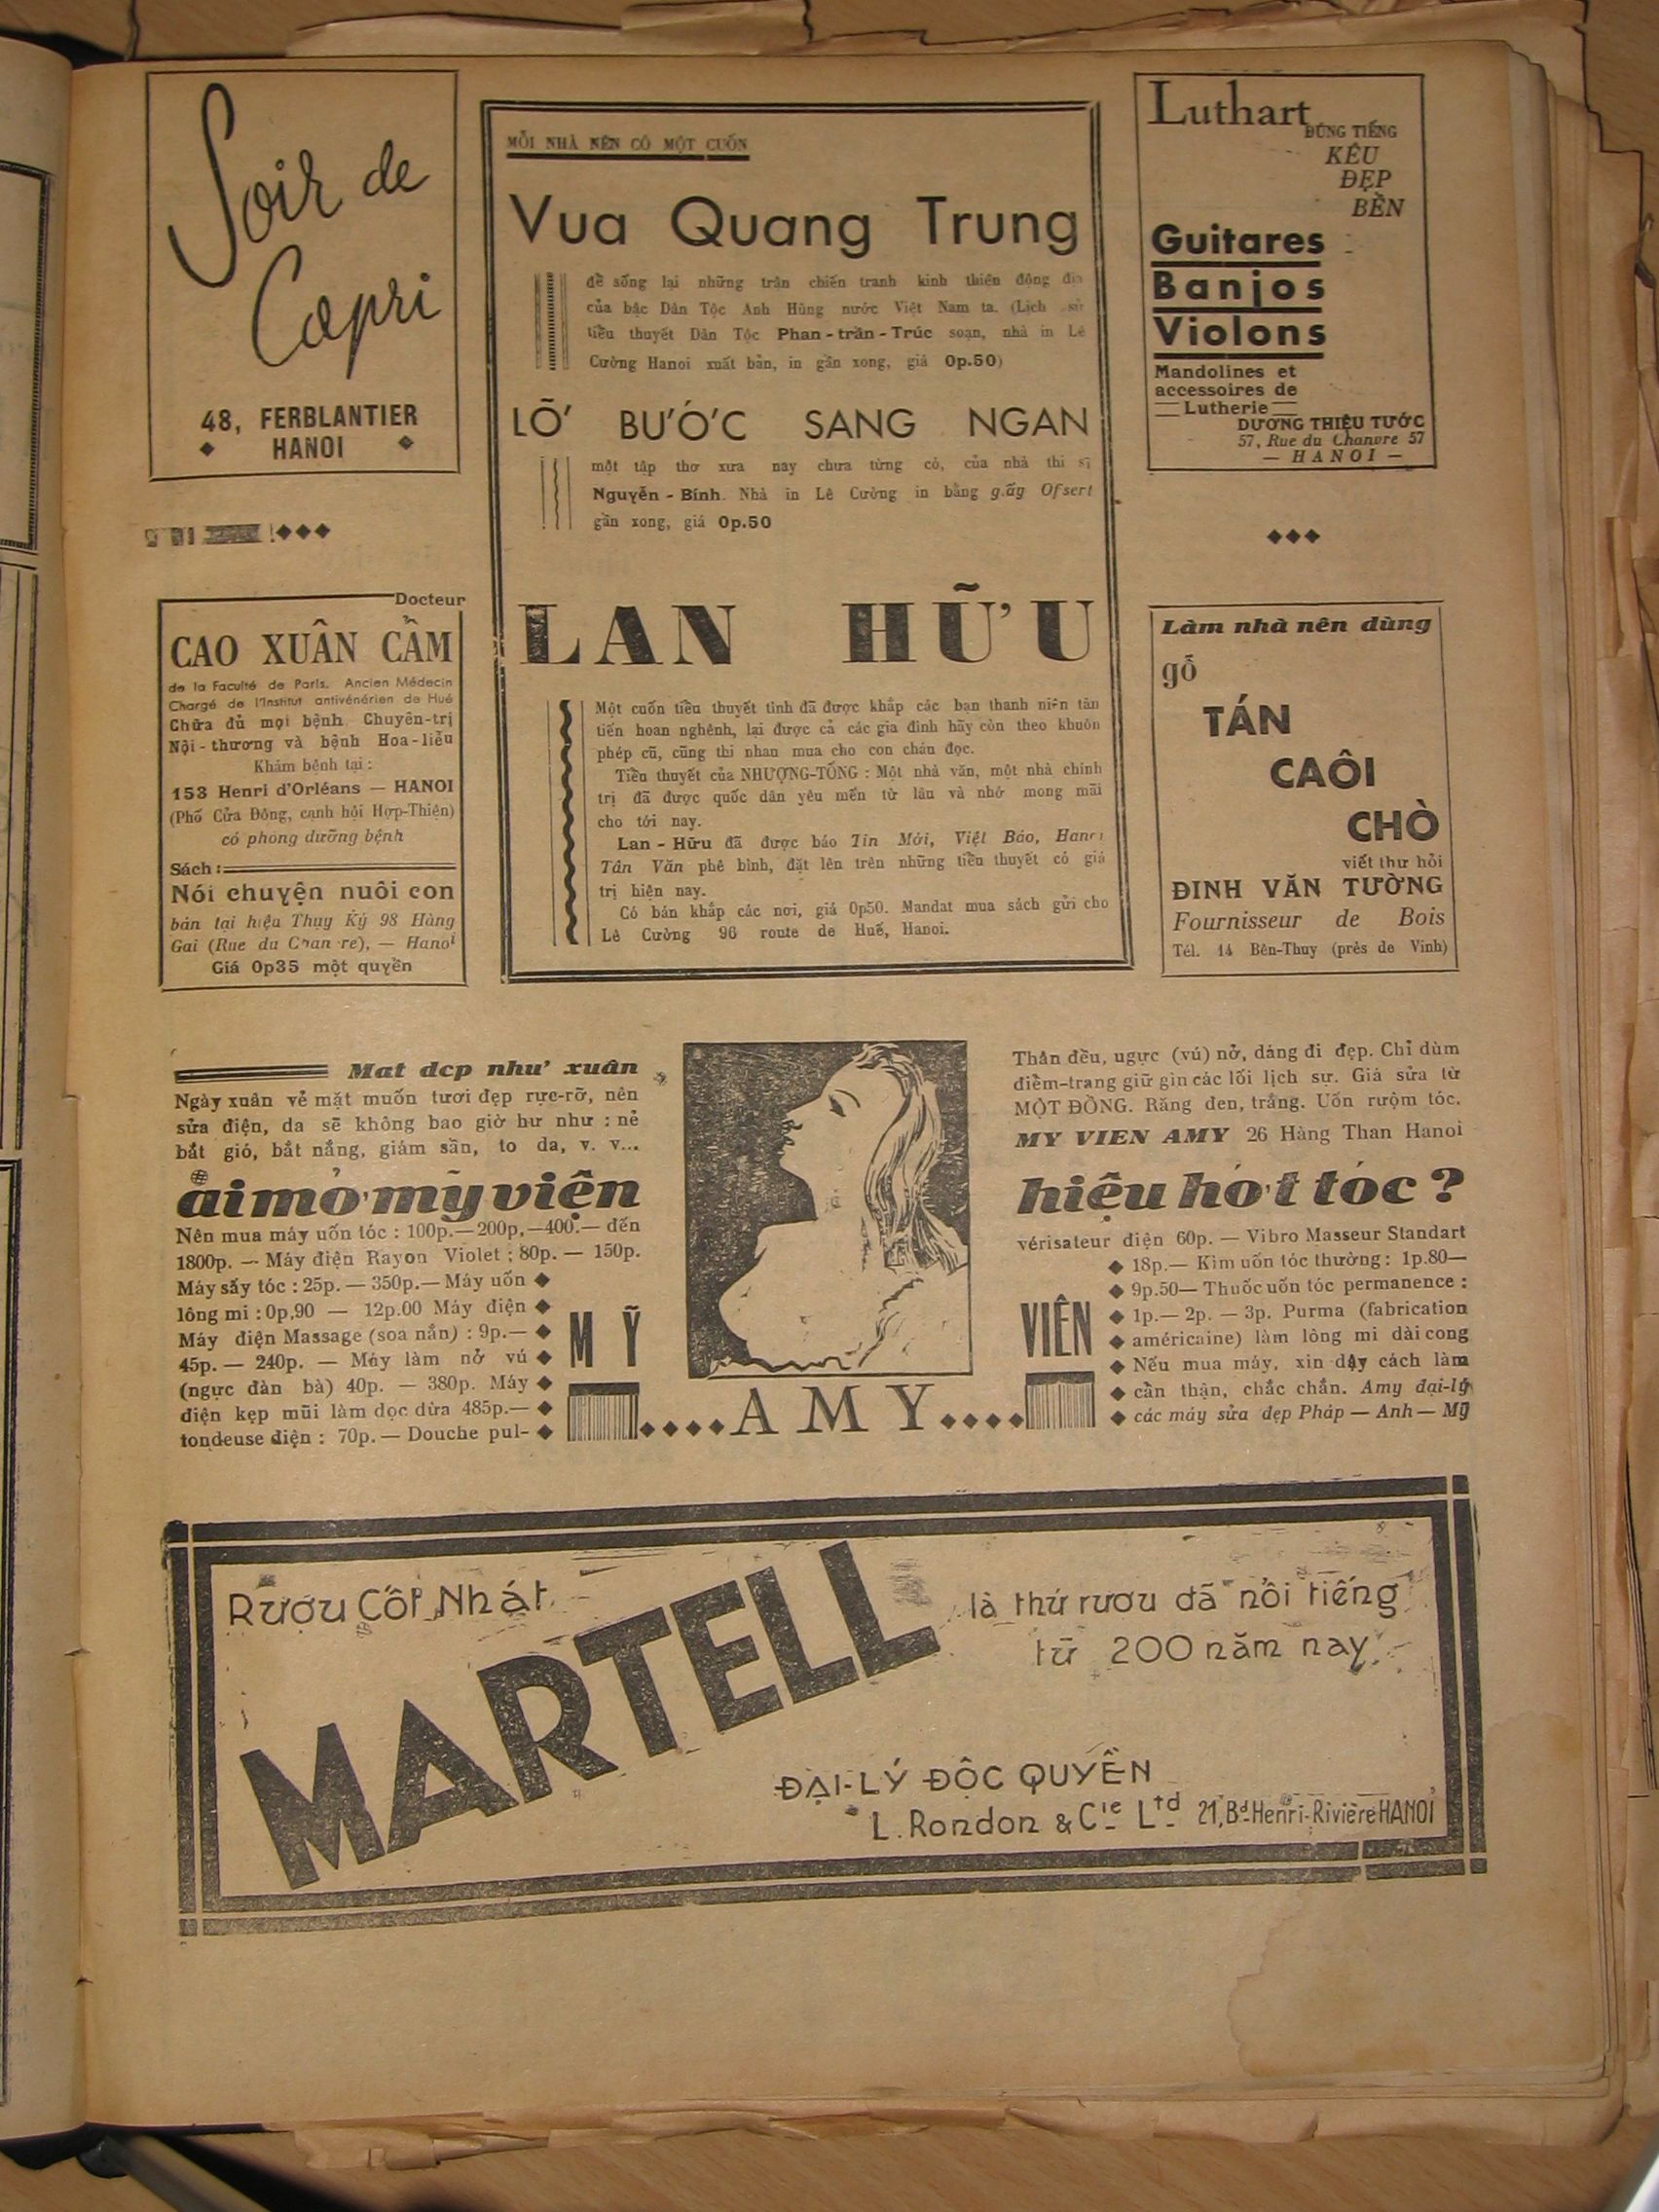 Soir de
Capri
48, FERBLANTIER
HANOI
MỖI NHÀ NÊN CÓ MỘT CUỐN
Vua Quang Trung
để sống lại những trận chiến tranh kinh thiên động địa
của bậc Dân Tộc Anh Hùng nước Việt Nam ta. (Lịch sử
tiểu thuyết Dân Tộc Phan - trần - Trúc soạn, nhà in Lê
Cường Hanoi xuất bản, in gần xong, giá 0p.50)
LỠ BƯỚC SANG NGAN
một tập thơ xưa nay chưa từng có, của nhà thi sĩ
Nguyễn - Bính. Nhà in Lê Cường in bằng giấy Ofsert
gần xong, giá 0p.50
LAN HỮU
Một cuốn tiểu thuyết tình đã được khắp các bạn thanh niên tân
tiến hoan nghênh, lại được cả các gia đình hãy còn theo khuôn
phép cũ, cũng thi nhan mua cho con cháu đọc.
Tiểu thuyết của NHƯỢNG-TỐNG : Một nhà văn, một nhà chính
trị đã được quốc dân yêu mến từ lâu và nhớ mong mãi
cho tới nay.
Lan - Hữu đã được báo Tin Mới, Việt Báo, Hanoi
Tân Văn phê bình, đặt lên trên những tiểu thuyết có giá
trị hiện nay.
Có bán khắp các nơi, giá 0p50. Mandat mua sách gửi cho
Lê Cường 96 route de Huế, Hanoi.
Luthart
ĐÚNG TIẾNG
KÊU
ĐẸP
BỀN
Guitares
Banjos
Violons
Mandolines et
accessoires de
Lutherie
DƯƠNG THIỆU TƯỚC
57, Rue du Chanvre 57
— HANOI —
Docteur
CAO XUÂN CẦM
de la Faculté de Paris. Ancien Médecin
Chargé de l'Institut antivénérien de Hué
Chữa đủ mọi bệnh. Chuyên-trị
Nội - thương và bệnh Hoa-liễu
Khám bệnh tại :
153 Henri d'Orléans — HANOI
(Phố Cửa Đông, cạnh hội Hợp-Thiện)
có phòng dưỡng bệnh
Sách :
Nói chuyện nuôi con
bán tại hiệu Thụy Ký 98 Hàng
Gai (Rue du Chanvre), — Hanoi
Giá 0p35 một quyển
Làm nhà nên dùng
gỗ
TÁN
CAÔI
CHÒ
viết thư hỏi
ĐINH VĂN TƯỜNG
Fournisseur de Bois
Tél. 14 Bên-Thuy (près de Vinh)
Mat dcp như xuân
Ngày xuân vẻ mặt muốn tươi đẹp rực-rỡ, nên
sửa điện, da sẽ không bao giờ hư như : nẻ
bắt gió, bắt nắng, giám sần, to da, v. v...
ai mở mỹ viện
Nên mua máy uốn tóc : 100p.—200p,—400.— đến
1800p. — Máy điện Rayon Violet : 80p. — 150p.
Máy sấy tóc : 25p. — 350p.— Máy uốn
lông mi : 0p,90 — 12p.00 Máy điện
Máy điện Massage (soa nắn) : 9p.—
45p. — 240p. — Máy làm nở vú
(ngực đàn bà) 40p. — 380p. Máy
điện kẹp mũi làm dọc dừa 485p.—
tondeuse điện : 70p. — Douche pul-
MỸ VIÊN
....AMY....
Thân đều, ugực (vú) nở, dáng đi đẹp. Chỉ dùm
điểm-trang giữ gìn các lối lịch sự. Giá sửa từ
MỘT ĐỒNG. Răng đen, trắng. Uốn rượm tóc.
MY VIEN AMY 26 Hàng Than Hanoi
hiệu hớt tóc ?
vérisateur điện 60p. — Vibro Masseur Standart
18p.— Kìm uốn tóc thường : 1p.80—
9p.50— Thuốc uốn tóc permanence :
1p.— 2p. — 3p. Purma (fabrication
américaine) làm lông mi dài cong
Nếu mua máy, xin dậy cách làm
cẩn thận, chắc chắn. Amy đại-lý
các máy sửa đẹp Pháp — Anh — Mỹ
Rượu Cốt Nhát
MARTELL
là thứ rượu đã nổi tiếng
từ 200 năm nay
ĐẠI-LÝ ĐỘC QUYỀN
L. Rondon & Cie Ltd 21, Bd Henri-Rivière HANOI